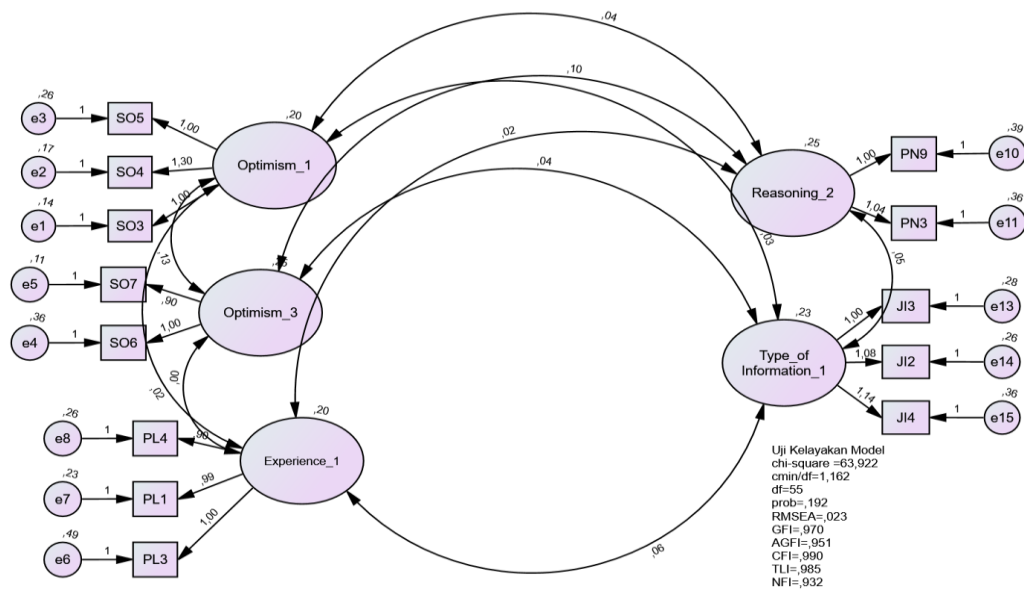 ,04
,10
,26
e3
1
SO5
1,00
,20
Optimism_1
,17
e2
1
SO4
1,30
,14
e1
1
SO3
1,00
,02
,04
,25
Reasoning_2
1,00
PN9
1
,39
e10
1,04
PN3
1
,36
e11
,03
,05
,13
,11
e5
1
SO7
,90
Optimism_3
,36
e4
1
SO6
1,00
,23
Type_of
Information_1
1,00
JI3
1
,28
e13
1,08
JI2
1
,26
e14
1,14
JI4
1
,36
e15
,00
,02
,26
e8
1
PL4
,90
,20
Experience_1
,23
e7
1
PL1
,99
,49
e6
1
PL3
1,00
,06
Uji Kelayakan Model
chi-square =63,922
cmin/df=1,162
df=55
prob=,192
RMSEA=,023
GFI=,970
AGFI=,951
CFI=,990
TLI=,985
NFI=,932